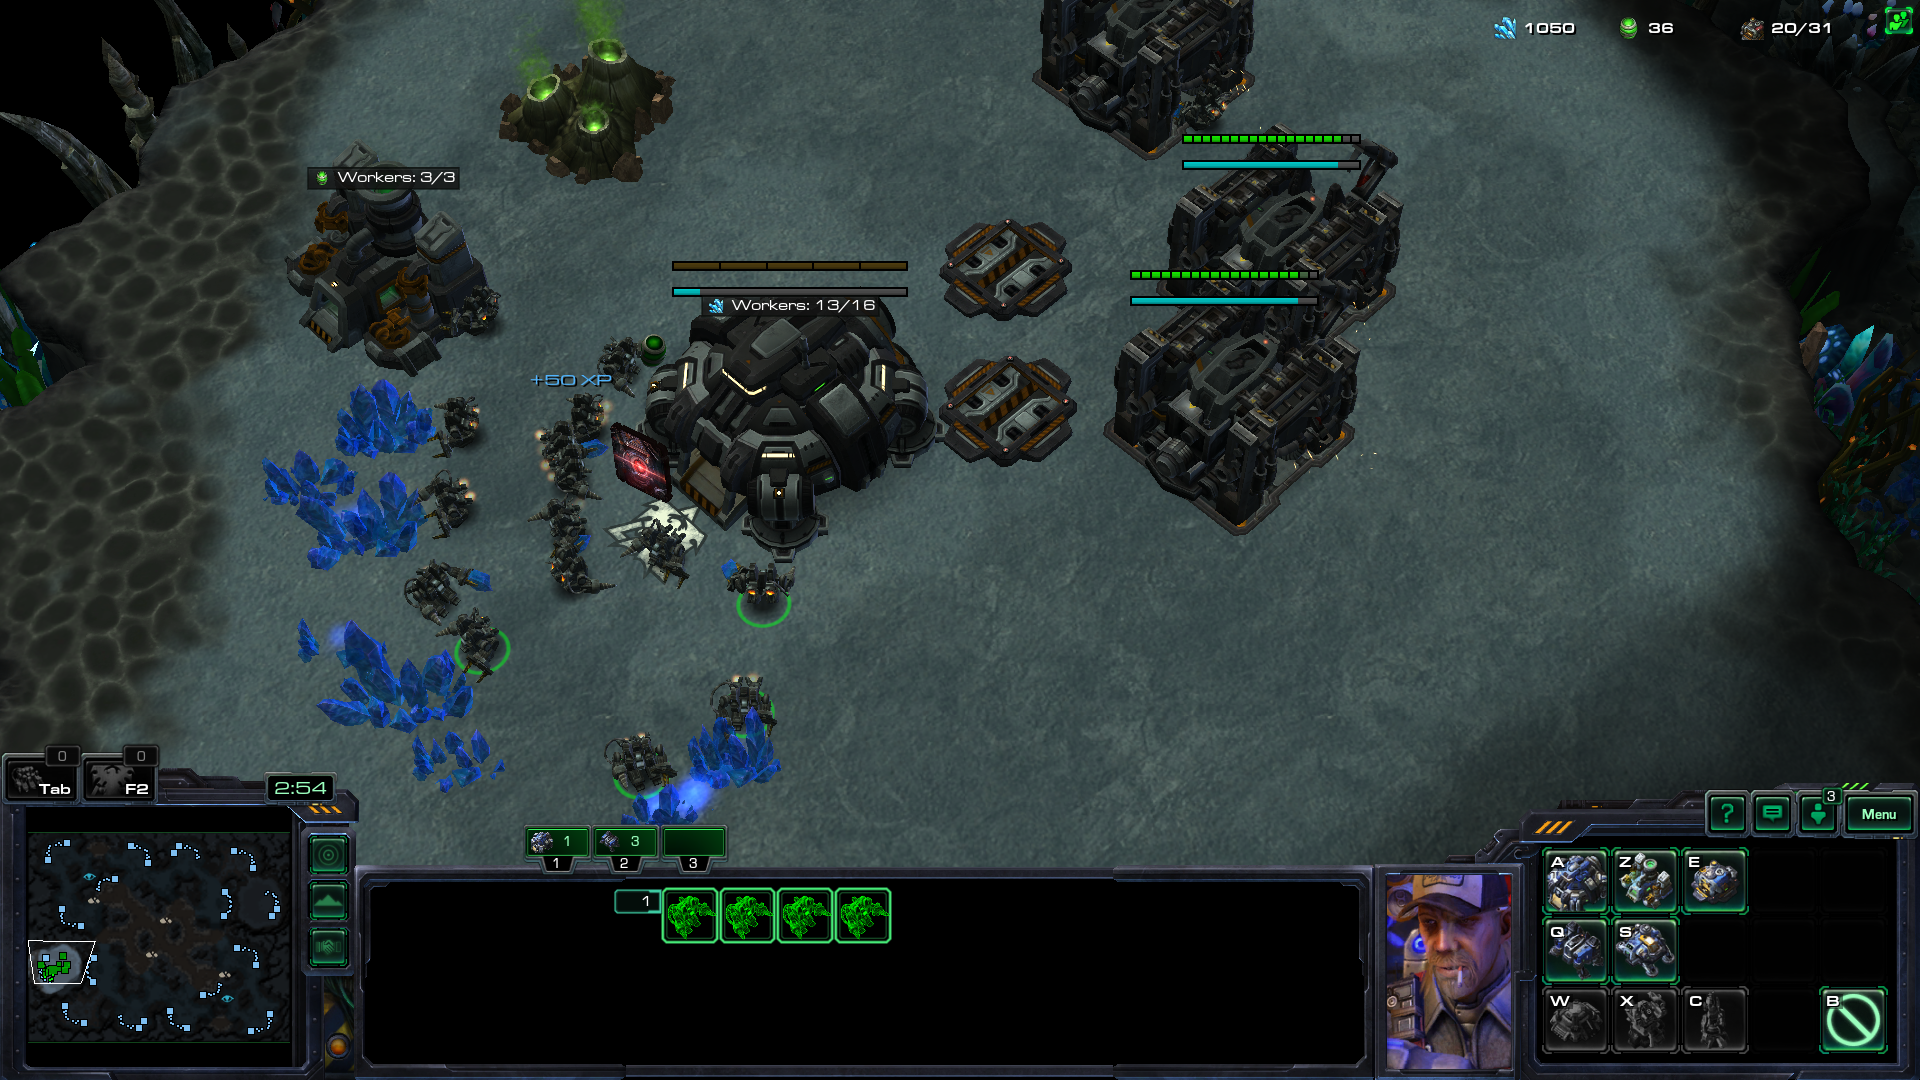 1050 36 20/31
Workers: 3/3
Workers: 13/16
+50 XP
0 0
Tab F2
2:54
3
? Menu
1 3
1 2 3
1
A Z E
Q S
W X C B